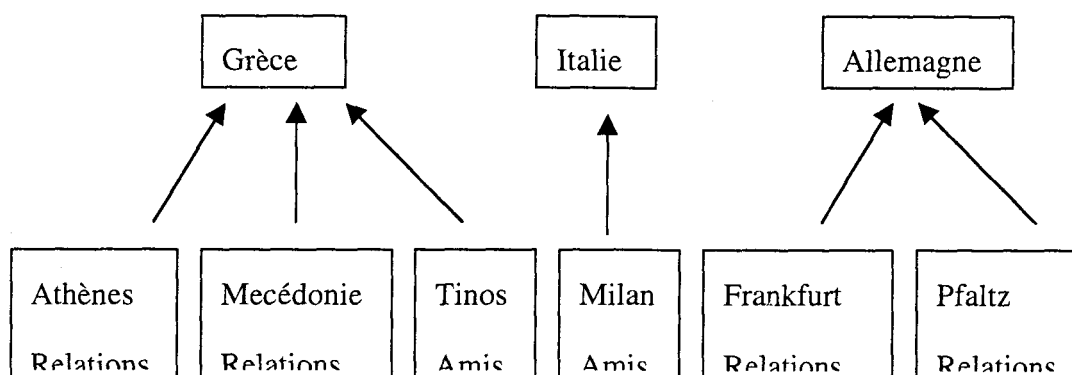 Grèce Italie Allemagne
Athènes Mecédonie Tinos Milan Frankfurt Pfaltz
Relations Relations Amis Amis Relations Relations